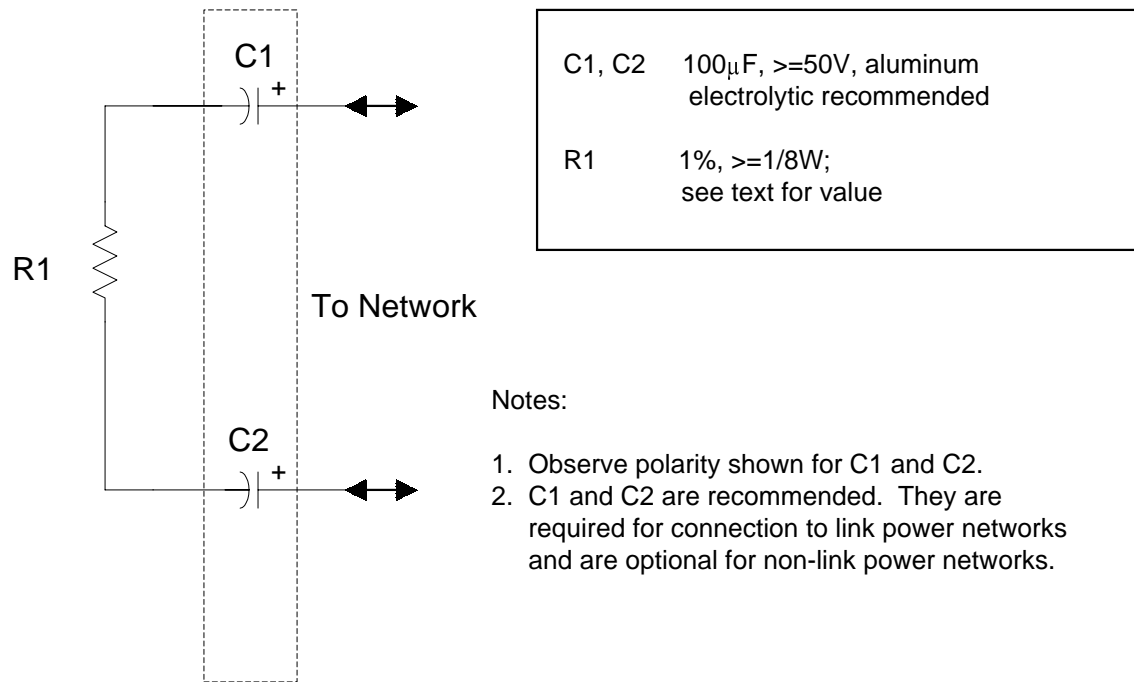 C1
+
R1
To Network
C2
+
C1, C2 100μF, >=50V, aluminum
electrolytic recommended
R1 1%, >=1/8W;
see text for value
Notes:
1. Observe polarity shown for C1 and C2.
2. C1 and C2 are recommended. They are
required for connection to link power networks
and are optional for non-link power networks.